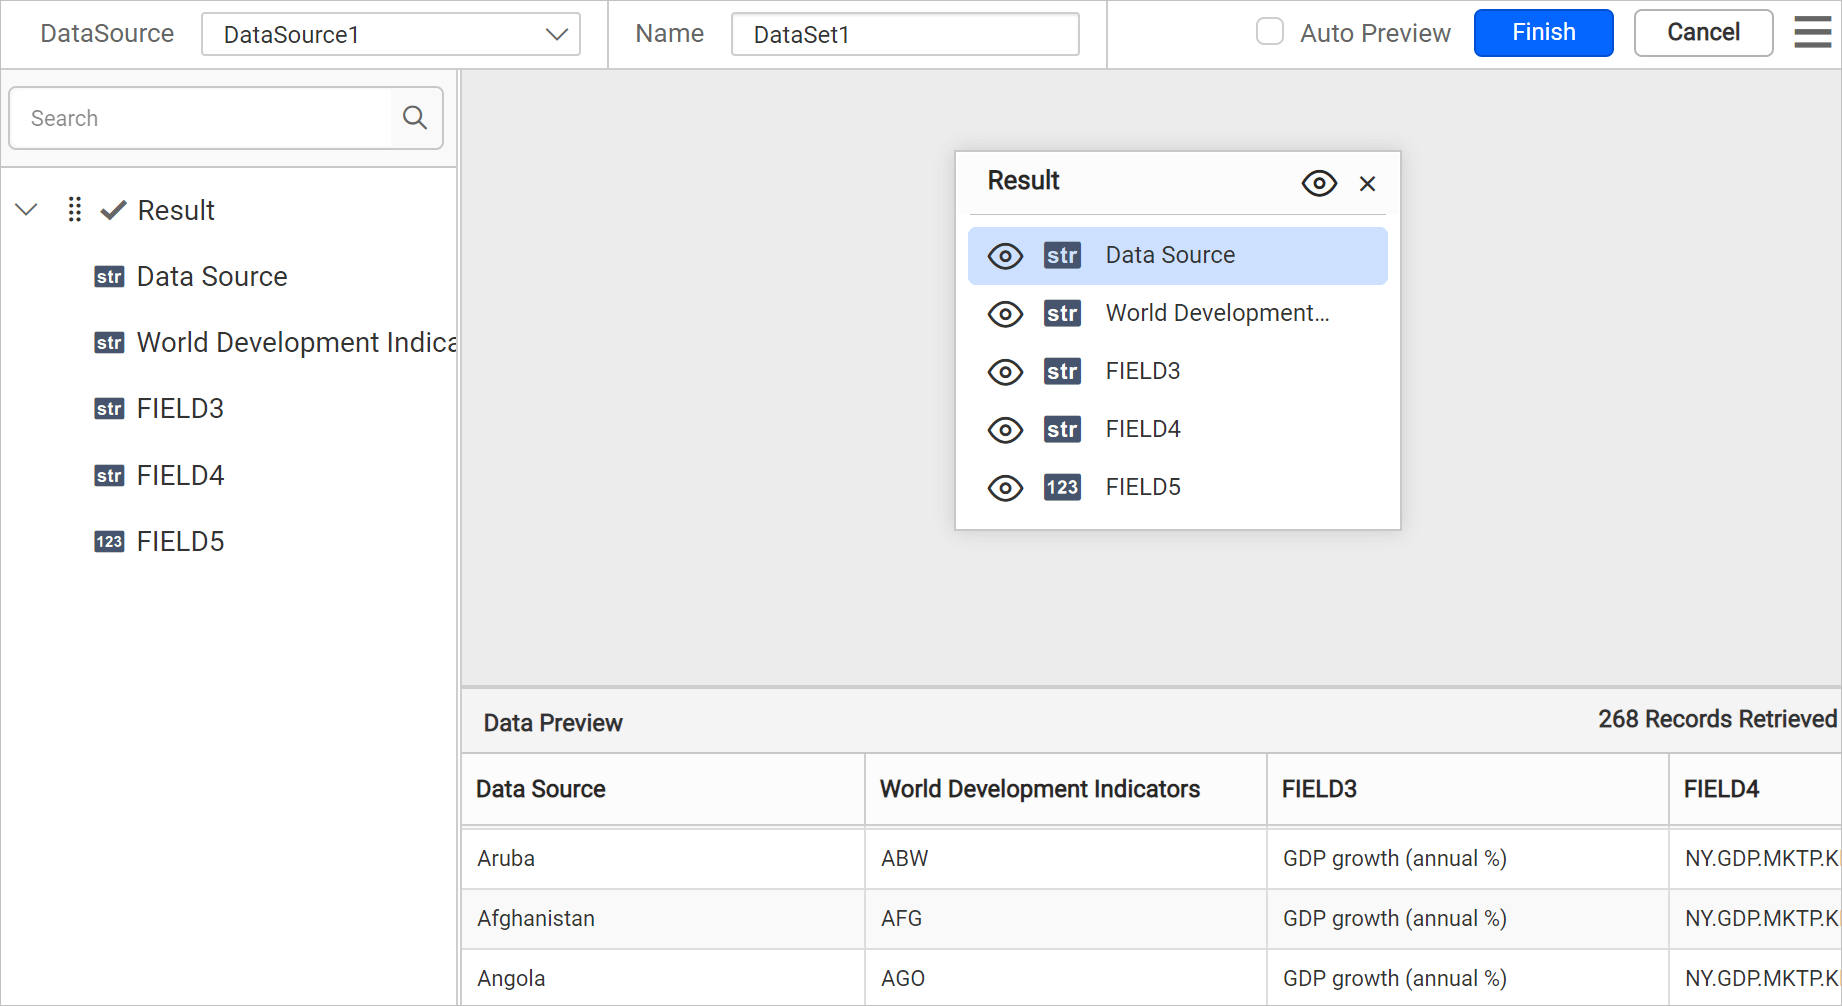 DataSource
DataSource1
Name
DataSet1
Auto Preview
Finish
Cancel
Search
Result
str Data Source
str World Development Indica
str FIELD3
str FIELD4
123 FIELD5
Result
str Data Source
str World Development...
str FIELD3
str FIELD4
123 FIELD5
Data Preview
268 Records Retrieved
Data Source World Development Indicators FIELD3 FIELD4
Aruba ABW GDP growth (annual %) NY.GDP.MKTP.K
Afghanistan AFG GDP growth (annual %) NY.GDP.MKTP.K
Angola AGO GDP growth (annual %) NY.GDP.MKTP.K